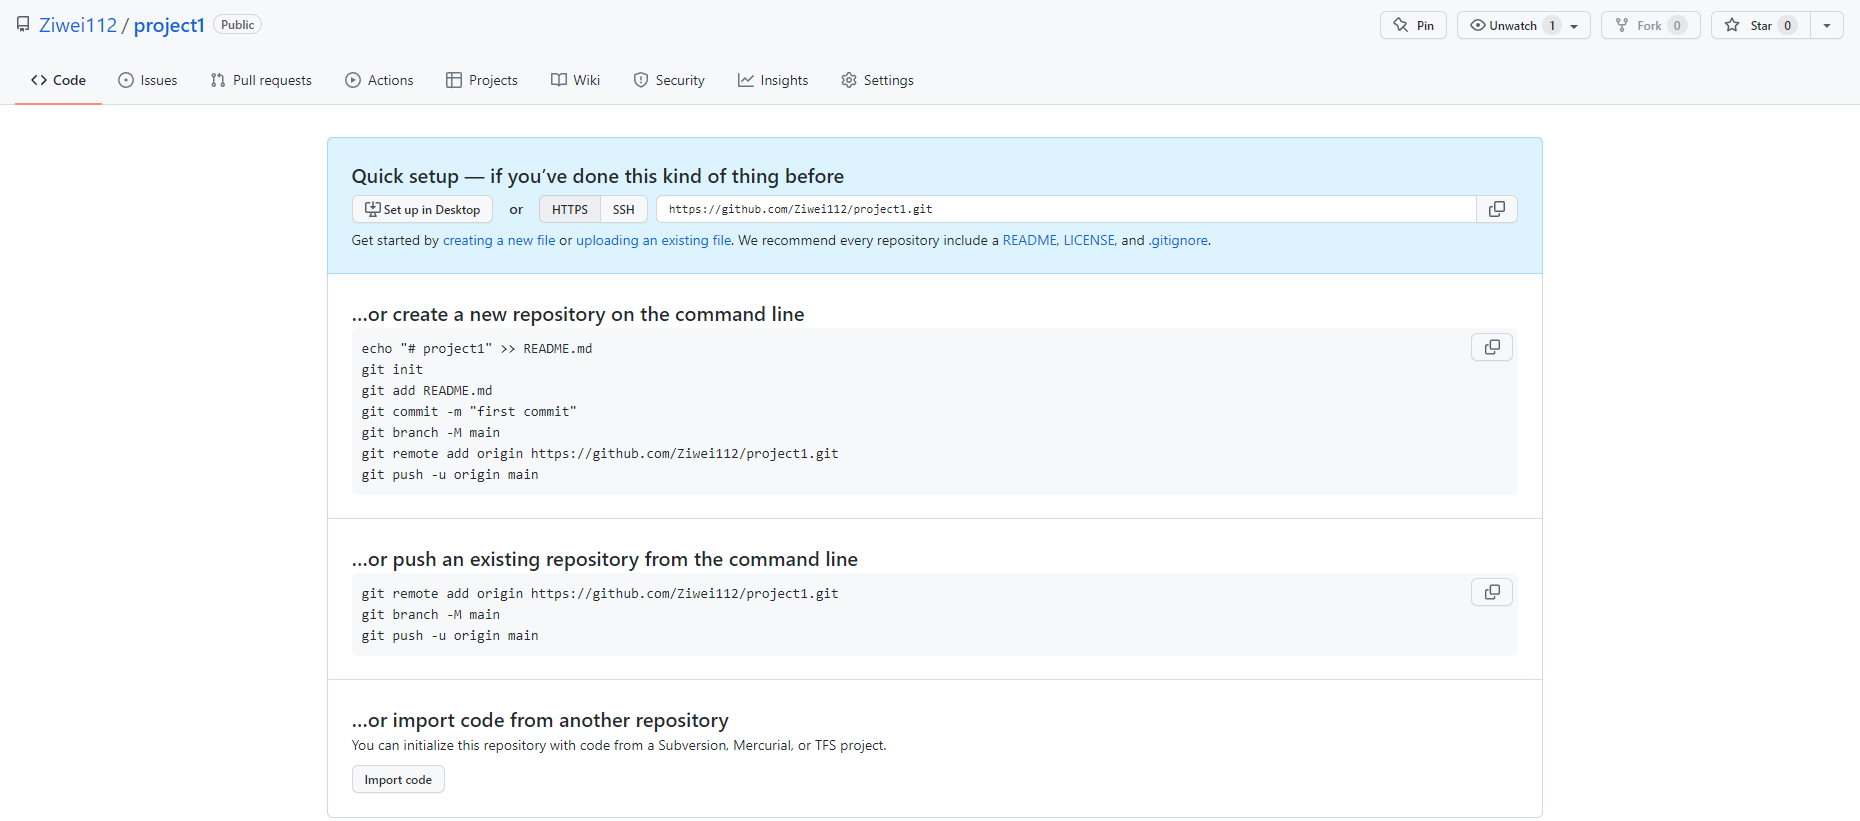 Ziwei112 / project1 Public
Pin Unwatch 1 Fork 0 Star 0
Code Issues Pull requests Actions Projects Wiki Security Insights Settings
Quick setup — if you’ve done this kind of thing before
Set up in Desktop or HTTPS SSH https://github.com/Ziwei112/project1.git
Get started by creating a new file or uploading an existing file. We recommend every repository include a README, LICENSE, and .gitignore.
…or create a new repository on the command line
echo "# project1" >> README.md
git init
git add README.md
git commit -m "first commit"
git branch -M main
git remote add origin https://github.com/Ziwei112/project1.git
git push -u origin main
…or push an existing repository from the command line
git remote add origin https://github.com/Ziwei112/project1.git
git branch -M main
git push -u origin main
…or import code from another repository
You can initialize this repository with code from a Subversion, Mercurial, or TFS project.
Import code